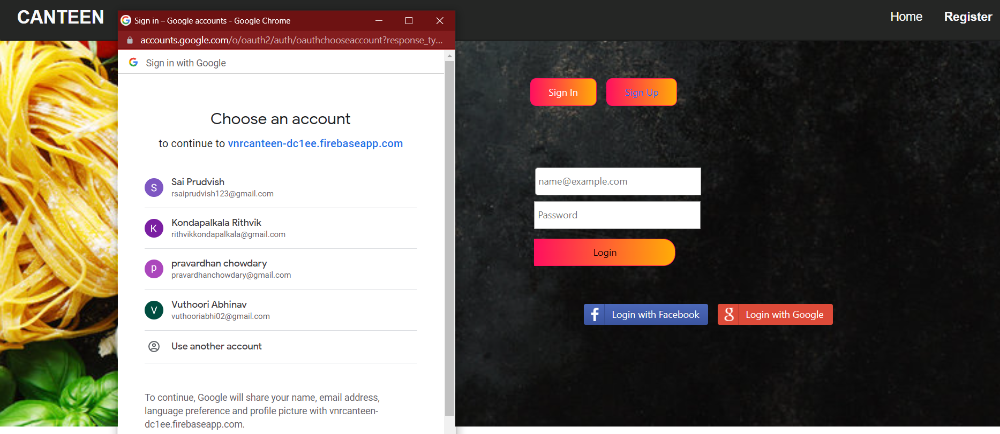 CANTEEN
Home
Register
Sign in – Google accounts - Google Chrome
accounts.google.com/o/oauth2/auth/oauthchooseaccount?response_ty...
Sign in with Google
Choose an account
to continue to vnrcanteen-dc1ee.firebaseapp.com
S
Sai Prudvish
rsaiprudvish123@gmail.com
K
Kondapalkala Rithvik
rithvikkondapalkala@gmail.com
p
pravardhan chowdary
pravardhanchowdary@gmail.com
V
Vuthoori Abhinav
vuthooriabhi02@gmail.com
Use another account
To continue, Google will share your name, email address,
language preference and profile picture with vnrcanteen-
dc1ee.firebaseapp.com.
Sign In
Sign Up
name@example.com
Password
Login
f Login with Facebook
g Login with Google